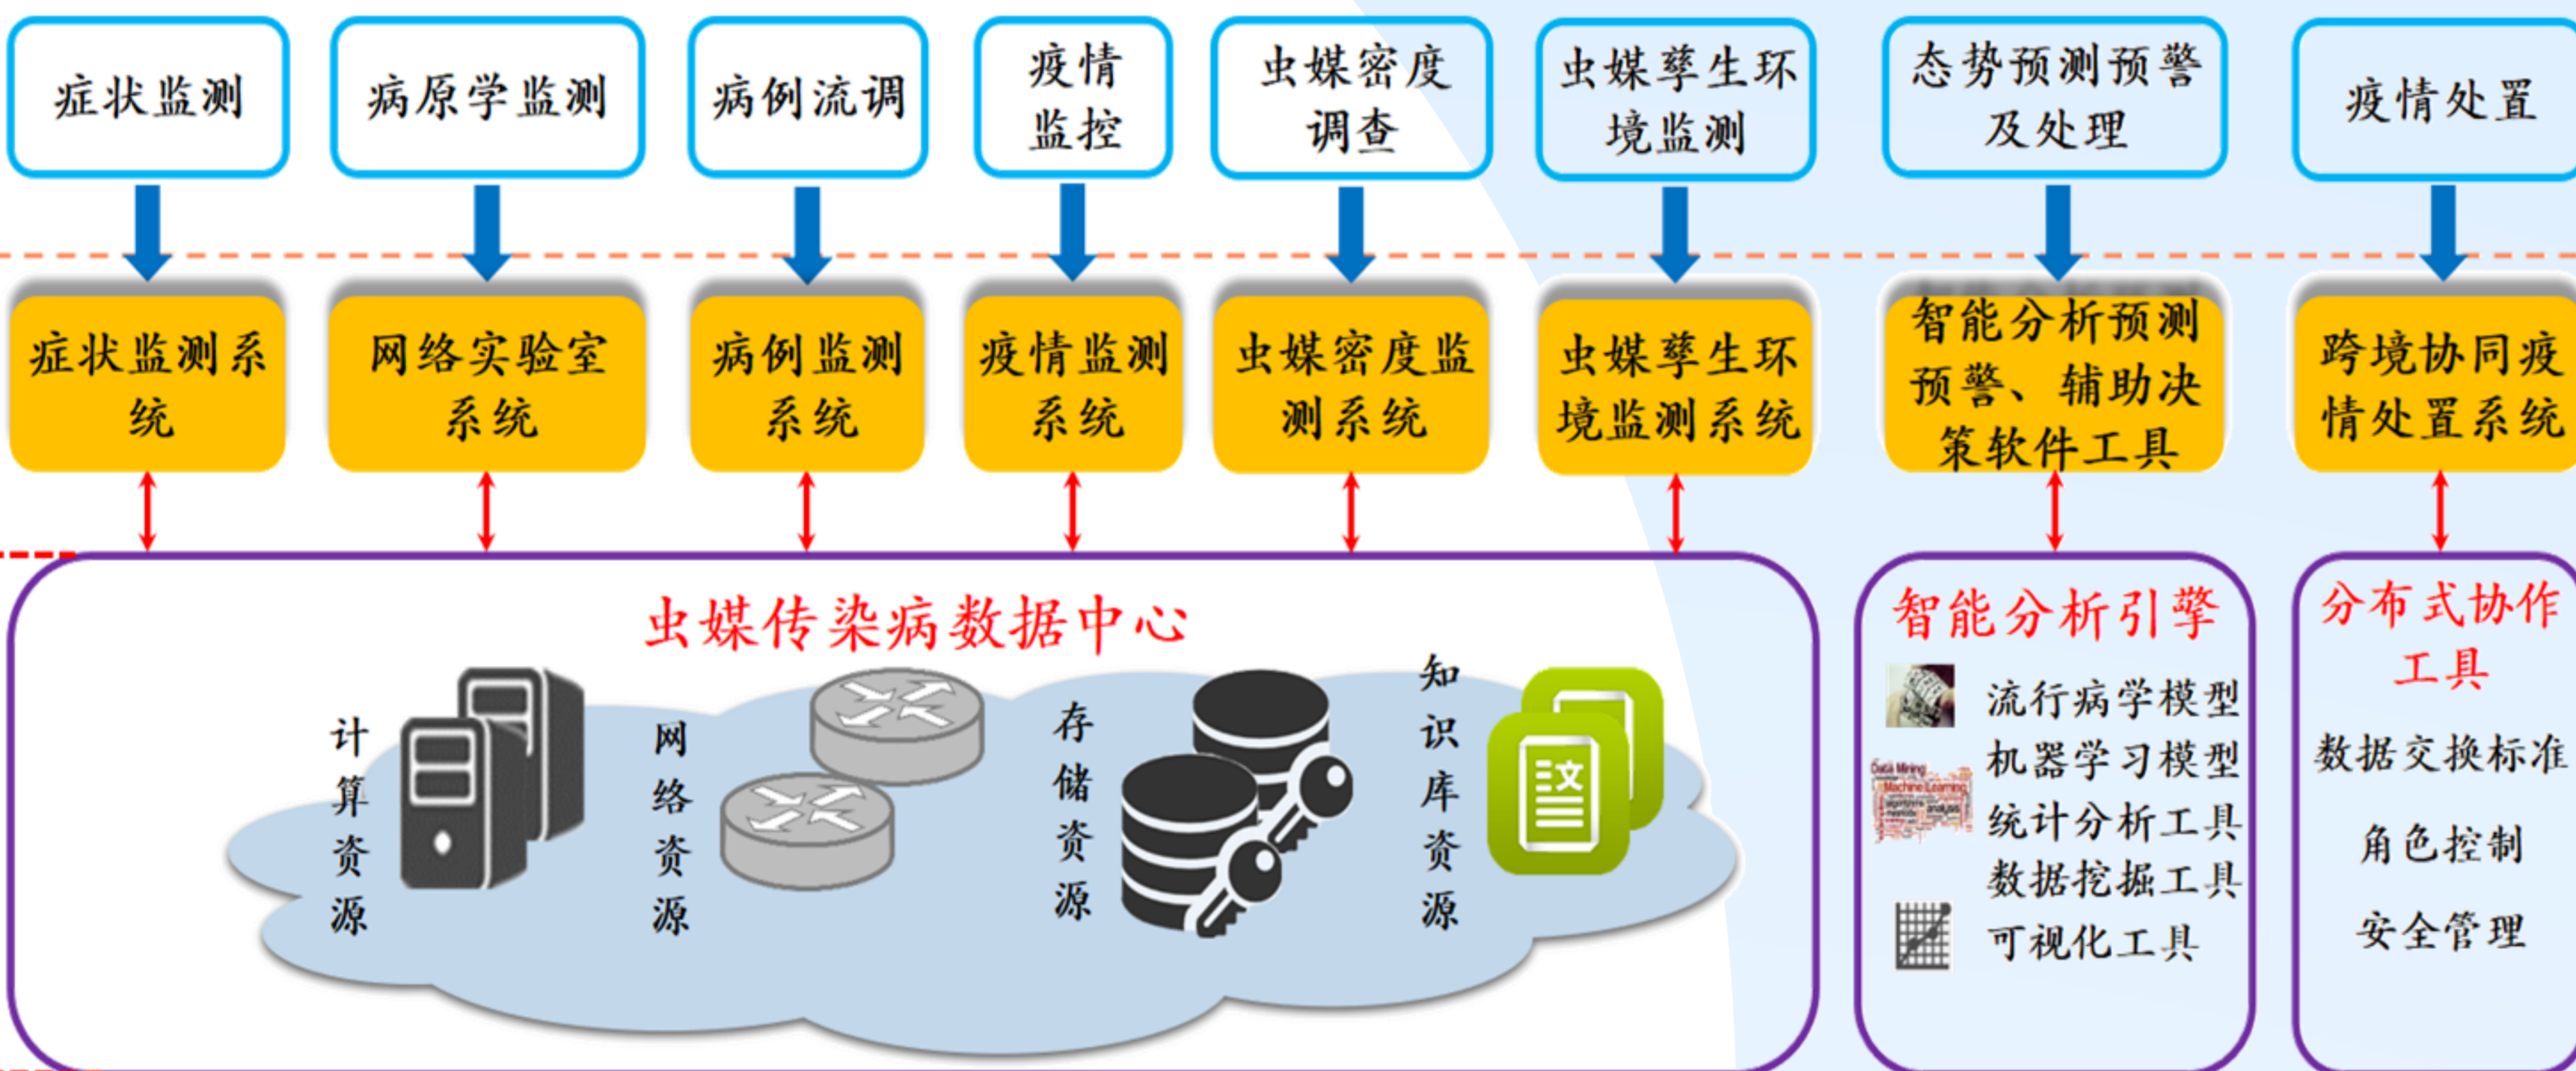 症状监测
病原学监测
病例流调
疫情
监控
虫媒密度
调查
虫媒孳生环
境监测
态势预测预警
及处理
疫情处置
症状监测系
统
网络实验室
系统
病例监测
系统
疫情监测
系统
虫媒密度监
测系统
虫媒孳生环
境监测系统
智能分析预测
预警、辅助决
策软件工具
跨境协同疫
情处置系统
虫媒传染病数据中心
计算资源
网络资源
存储资源
知识库资源
文
智能分析引擎
流行病学模型
机器学习模型
统计分析工具
数据挖掘工具
可视化工具
Data Mining
Machine Learning
algorithms
analysis
分布式协作
工具
数据交换标准
角色控制
安全管理